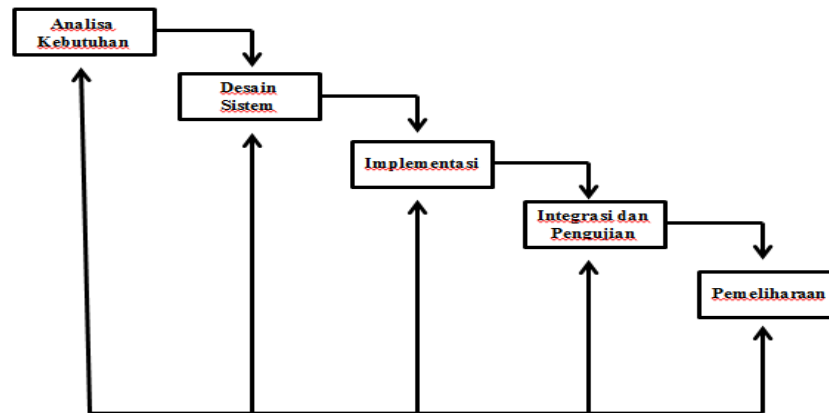 Analisa
Kebutuhan
Desain
Sistem
Implementasi
Integrasi dan
Pengujian
Pemeliharaan